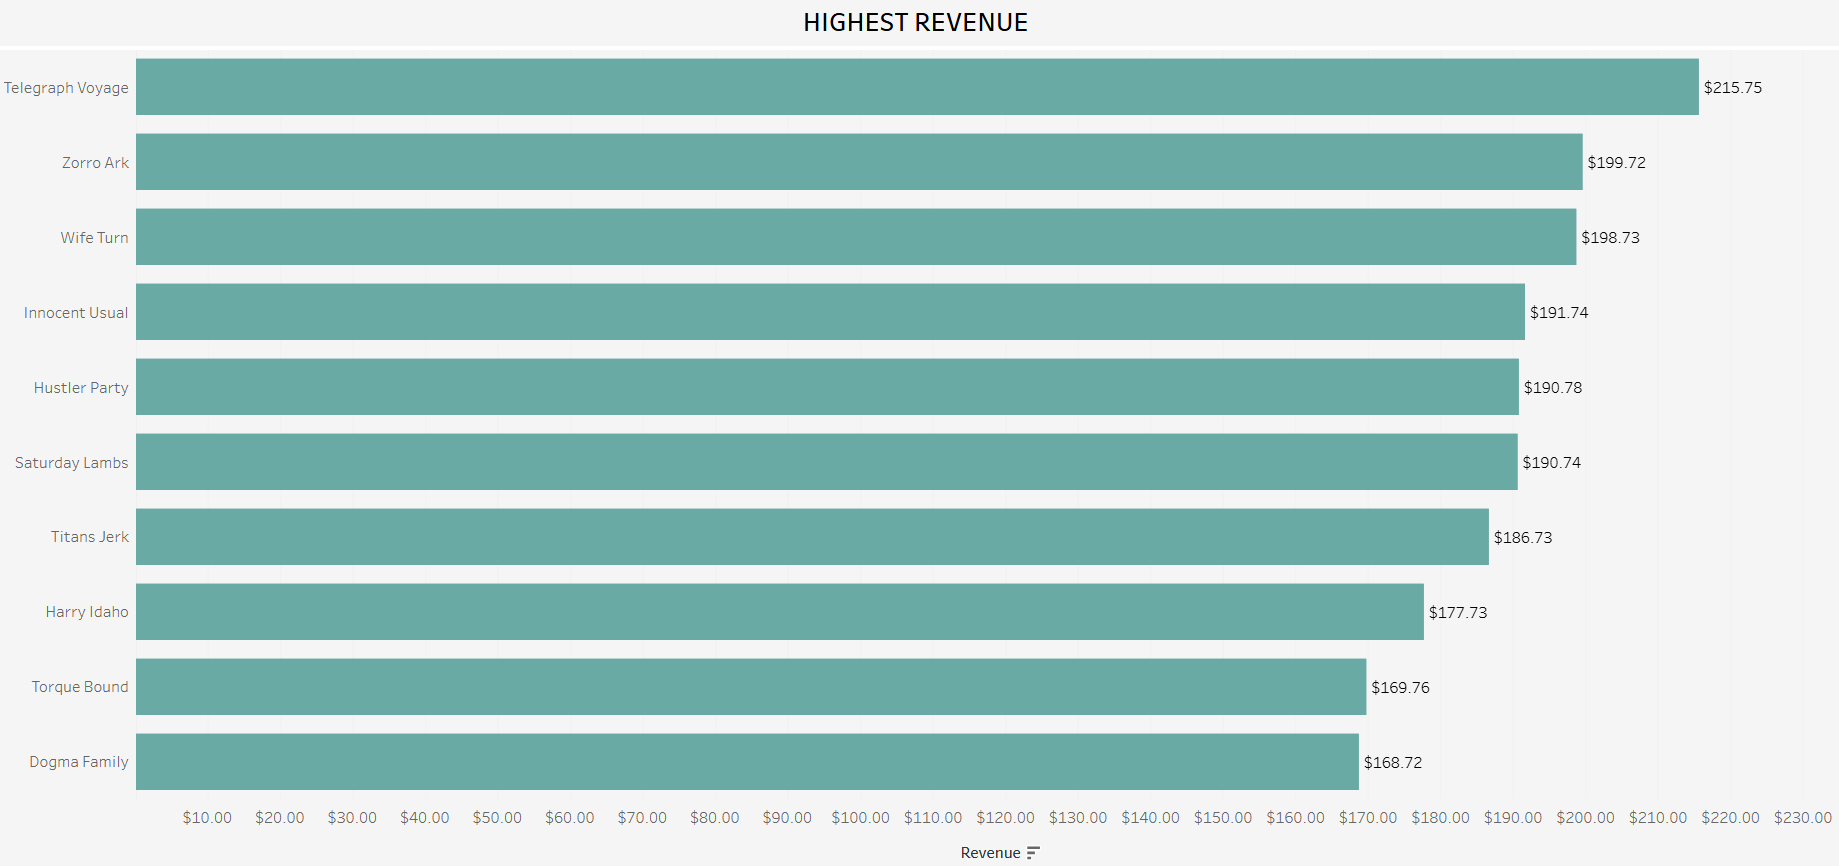 HIGHEST REVENUE
Telegraph Voyage $215.75
Zorro Ark $199.72
Wife Turn $198.73
Innocent Usual $191.74
Hustler Party $190.78
Saturday Lambs $190.74
Titans Jerk $186.73
Harry Idaho $177.73
Torque Bound $169.76
Dogma Family $168.72
$10.00 $20.00 $30.00 $40.00 $50.00 $60.00 $70.00 $80.00 $90.00 $100.00 $110.00 $120.00 $130.00 $140.00 $150.00 $160.00 $170.00 $180.00 $190.00 $200.00 $210.00 $220.00 $230.00
Revenue